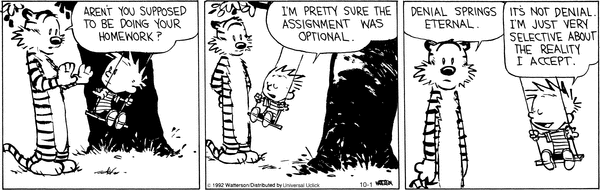 AREN'T YOU SUPPOSED
TO BE DOING YOUR
HOMEWORK?
I'M PRETTY SURE THE
ASSIGNMENT WAS
OPTIONAL.
© 1992 Watterson/Distributed by Universal Uclick
10-1
WATTERSON
DENIAL SPRINGS
ETERNAL.
IT'S NOT DENIAL.
I'M JUST VERY
SELECTIVE ABOUT
THE REALITY
I ACCEPT.